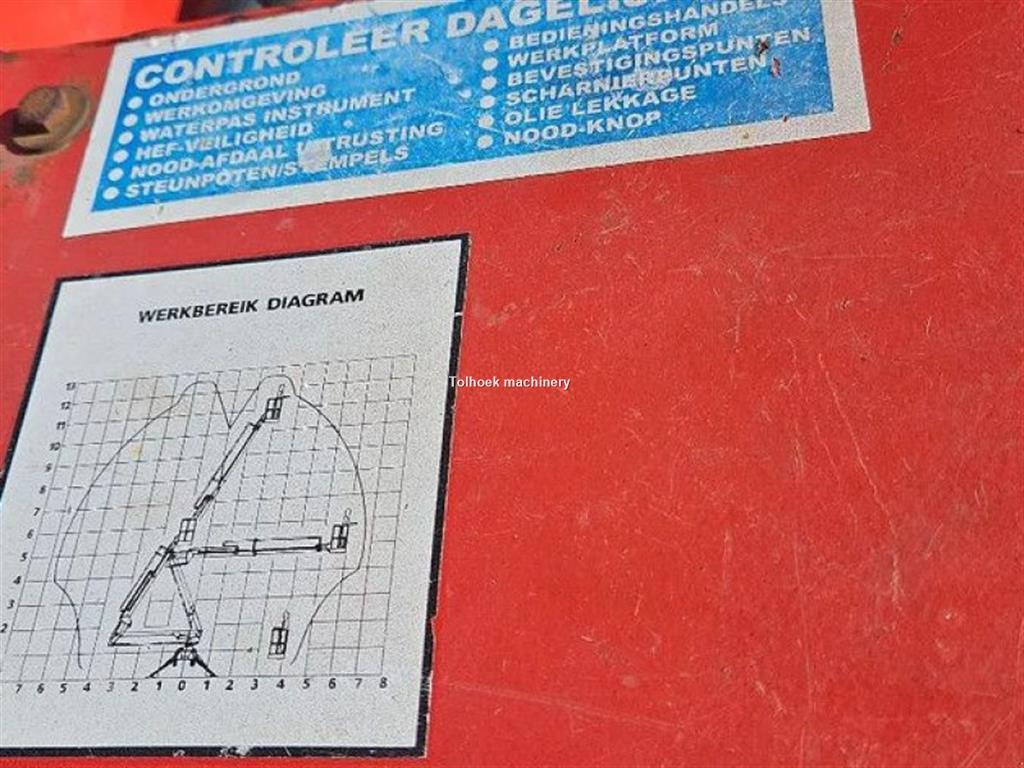 CONTROLEER
ONDERGROND
WERKOMGEVING
WATERPAS INSTRUMENT
HEF-VEILIGHEID
NOOD-AFDAAL
STEUNPOTEN/STEMPELS
BEDIENINGSHANDELS
WERKPLATFORM
BEVESTIGINGSPUNTEN
SCHARNIERPUNTEN
OLIE LEKKAGE
NOOD-KNOP
WERKBEREIK DIAGRAM
Tolhoek machinery
13
12
11
10
9
8
7
6
5
4
3
2
7 6 5 4 3 2 1 0 1 2 3 4 5 6 7 8